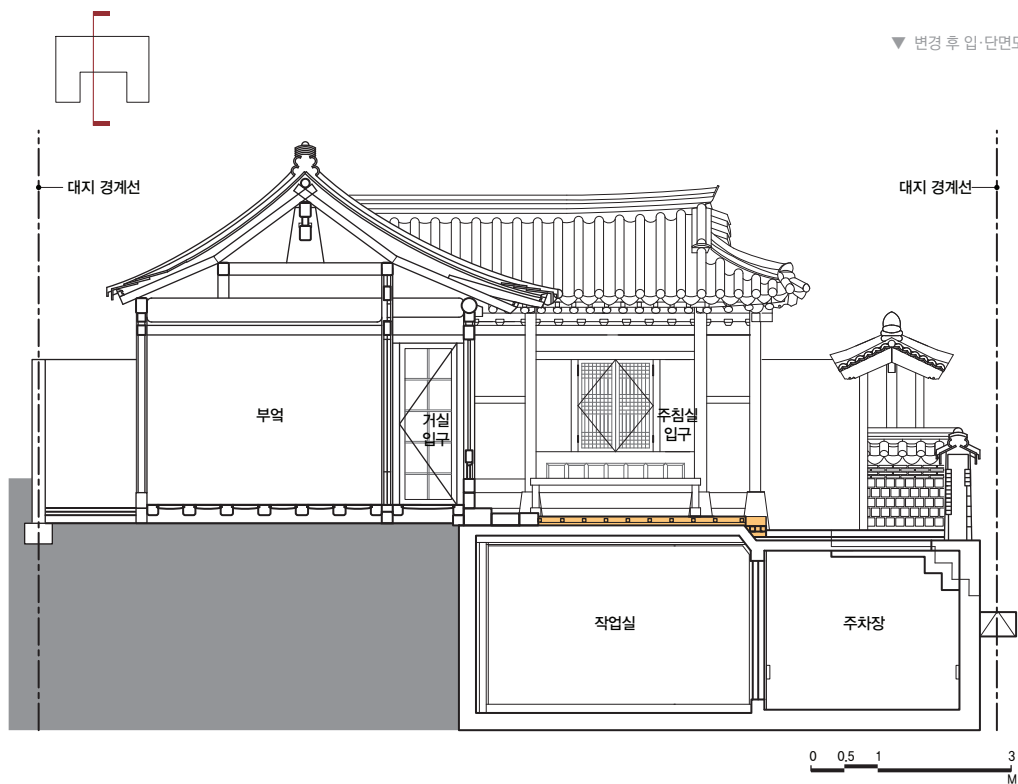 ▼ 변경 후 입·단면도
대지 경계선
대지 경계선
부엌
거실
입구
주침실
입구
작업실
주차장
0 0.5 1 3
M